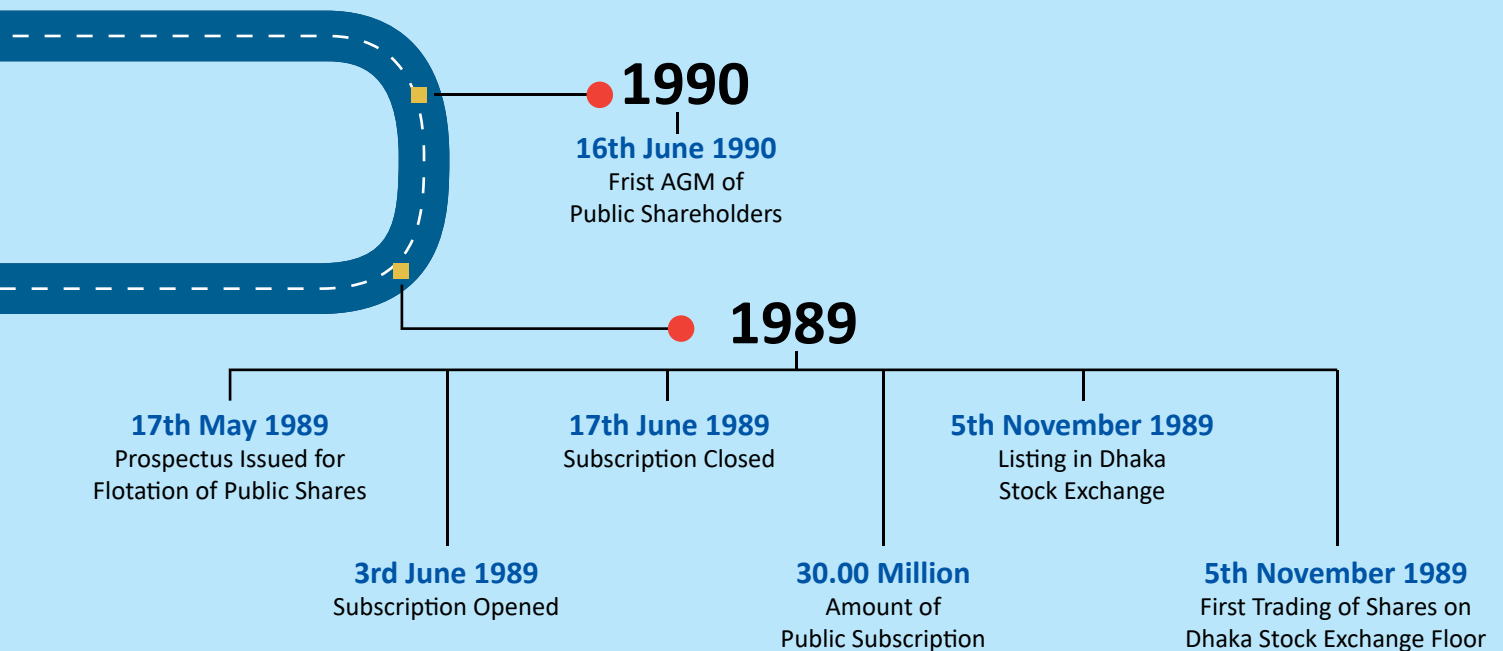 1990
16th June 1990
Frist AGM of
Public Shareholders
1989
17th May 1989
Prospectus Issued for
Flotation of Public Shares
3rd June 1989
Subscription Opened
17th June 1989
Subscription Closed
30.00 Million
Amount of
Public Subscription
5th November 1989
Listing in Dhaka
Stock Exchange
5th November 1989
First Trading of Shares on
Dhaka Stock Exchange Floor